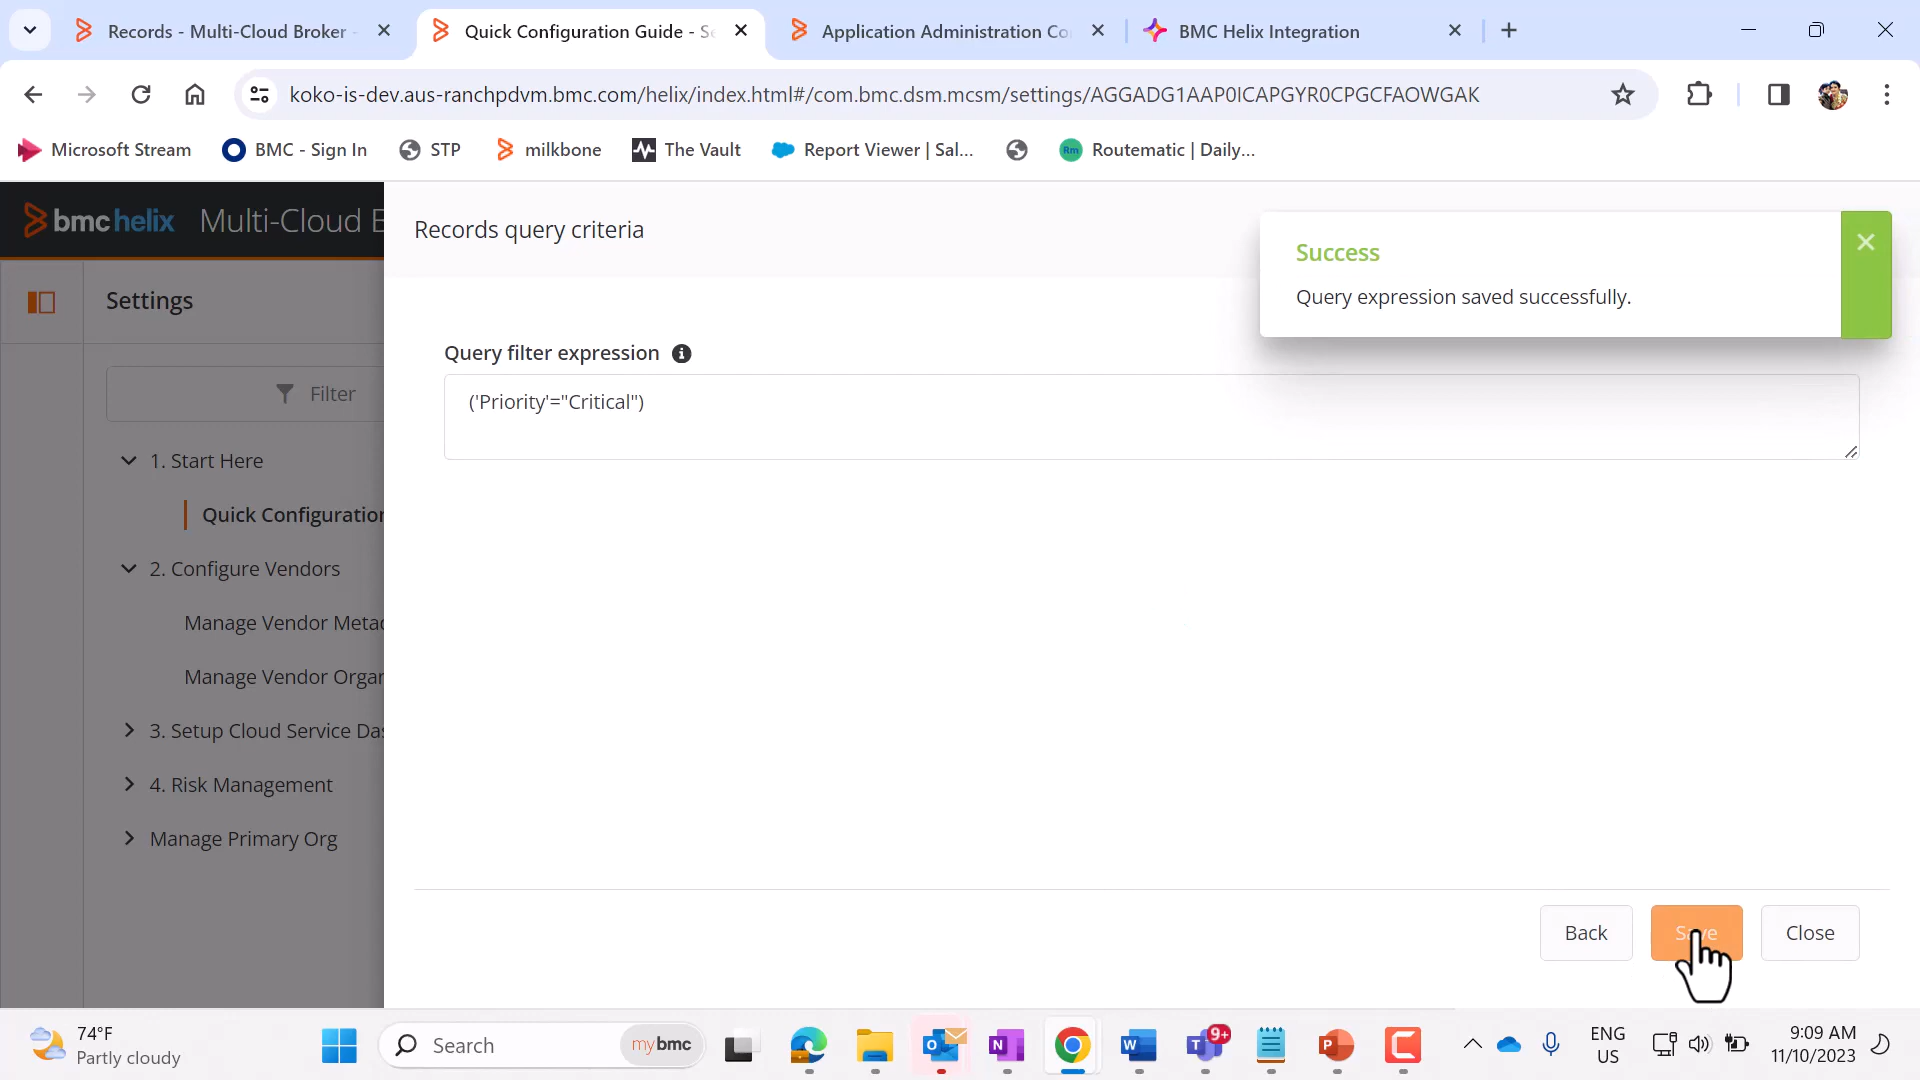 Records - Multi-Cloud Broker -
Quick Configuration Guide - Se
Application Administration Co
BMC Helix Integration
koko-is-dev.aus-ranchpdvm.bmc.com/helix/index.html#/com.bmc.dsm.mcsm/settings/AGGADG1AAP0ICAPGYR0CPGCFAOWGAK
Microsoft Stream
BMC - Sign In
STP
milkbone
The Vault
Report Viewer | Sal...
Rm
Routematic | Daily...
bmchelix Multi-Cloud B
Records query criteria
Success
Query expression saved successfully.
Settings
Filter
Query filter expression
('Priority'="Critical")
1. Start Here
Quick Configuration
2. Configure Vendors
Manage Vendor Metad
Manage Vendor Organ
3. Setup Cloud Service Das
4. Risk Management
Manage Primary Org
Back
Save
Close
74°F
Partly cloudy
Search
mybmc
9+
ENG
US
9:09 AM
11/10/2023